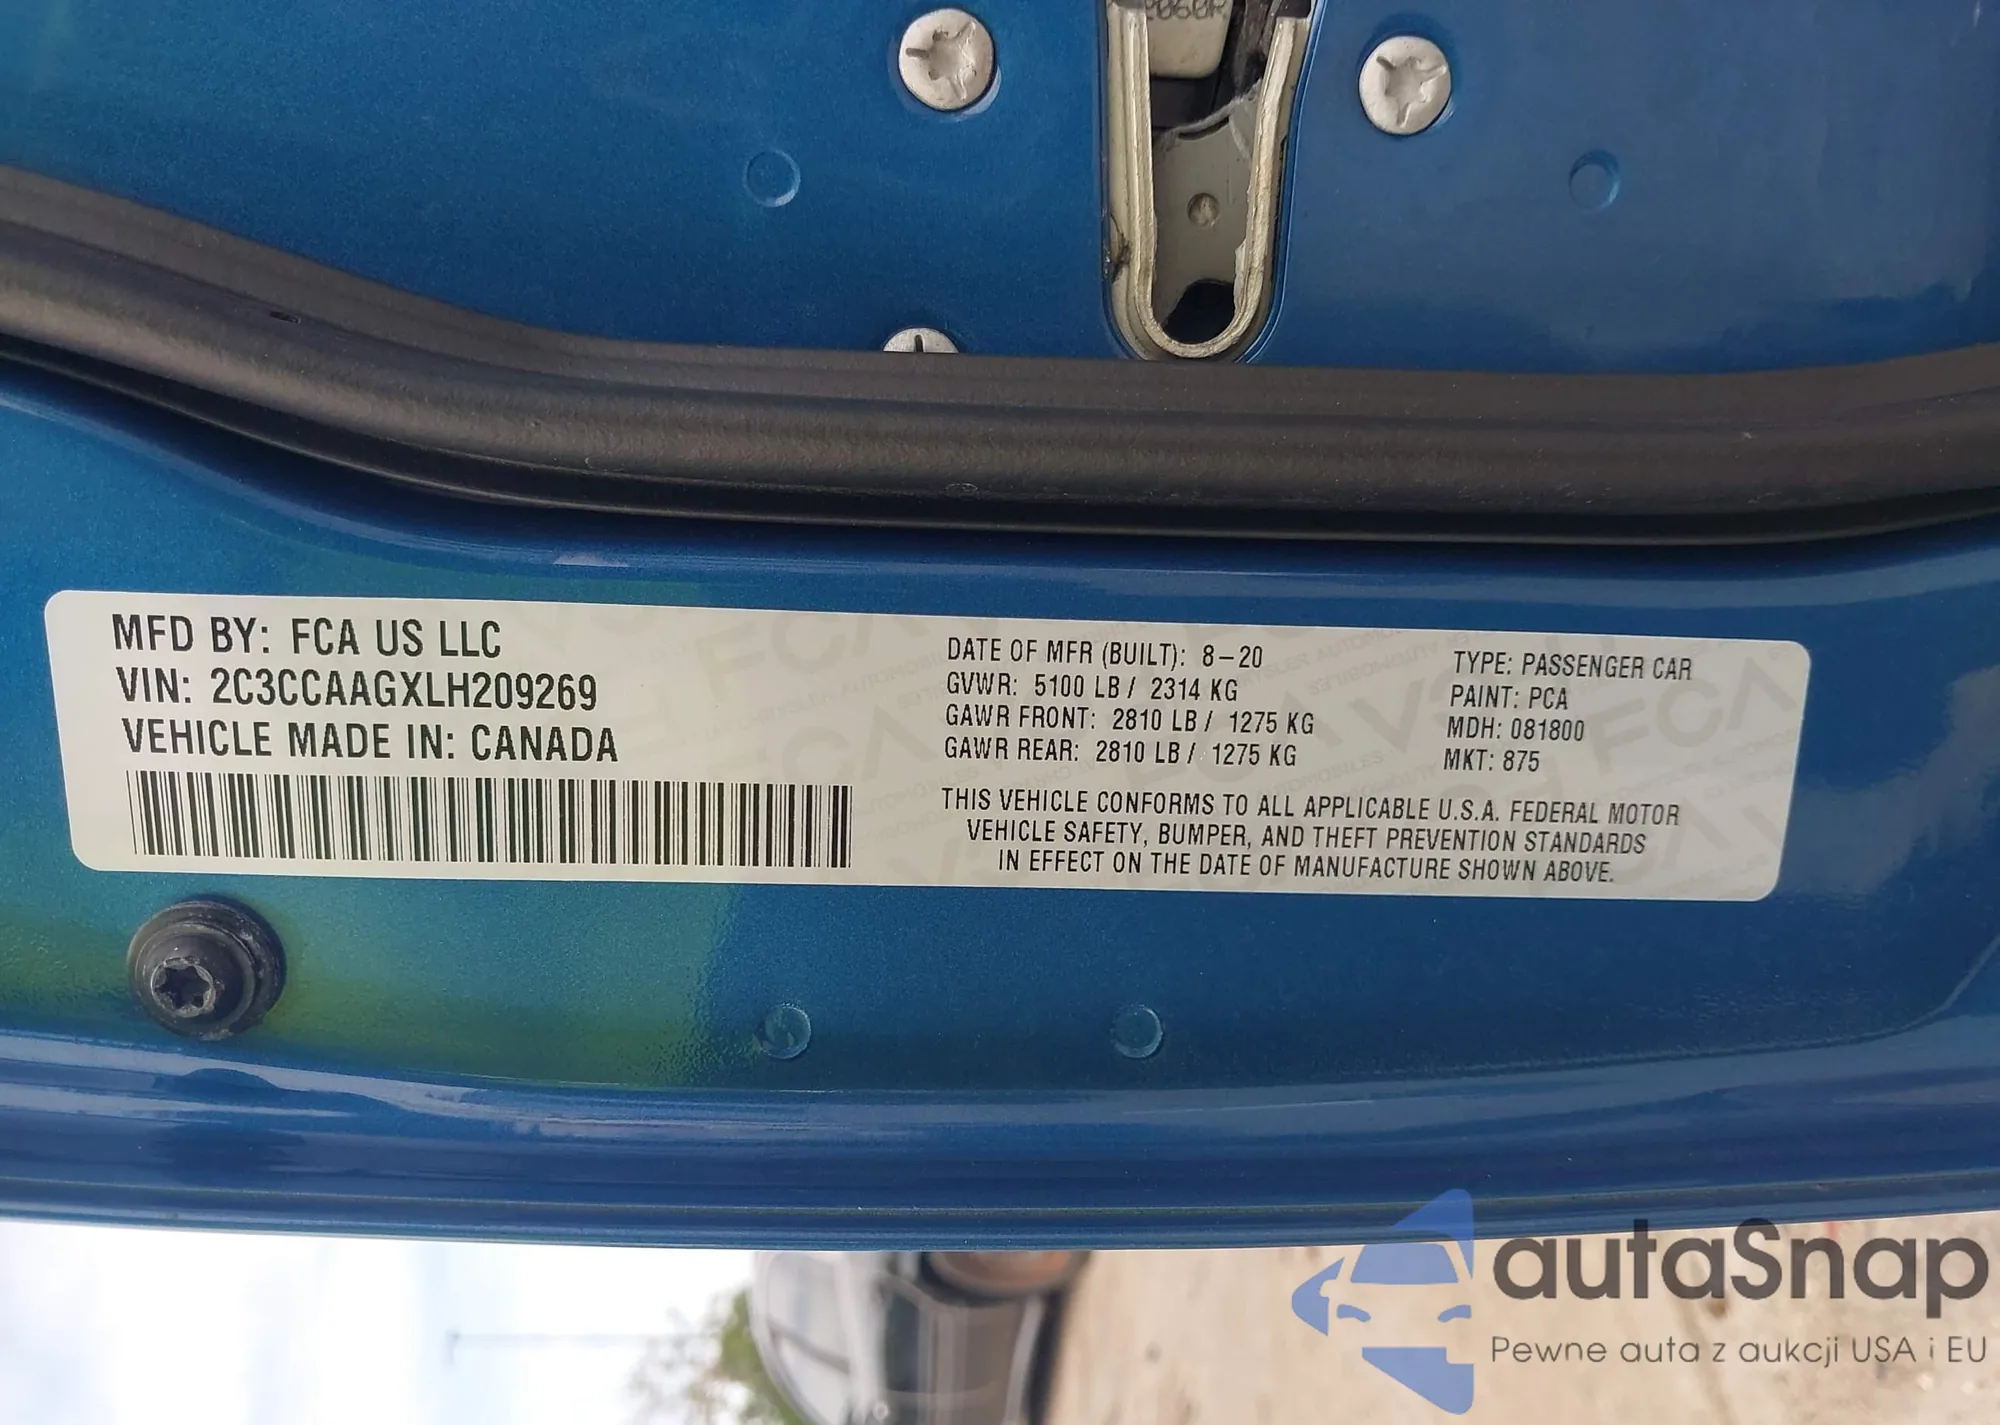 2060R
MFD BY: FCA US LLC
VIN: 2C3CCAAGXLH209269
VEHICLE MADE IN: CANADA
DATE OF MFR (BUILT): 8-20
GVWR: 5100 LB / 2314 KG
GAWR FRONT: 2810 LB / 1275 KG
GAWR REAR: 2810 LB / 1275 KG
TYPE: PASSENGER CAR
PAINT: PCA
MDH: 081800
MKT: 875
THIS VEHICLE CONFORMS TO ALL APPLICABLE U.S.A. FEDERAL MOTOR
VEHICLE SAFETY, BUMPER, AND THEFT PREVENTION STANDARDS
IN EFFECT ON THE DATE OF MANUFACTURE SHOWN ABOVE.
autaSnap
Pewne auta z aukcji USA i EU